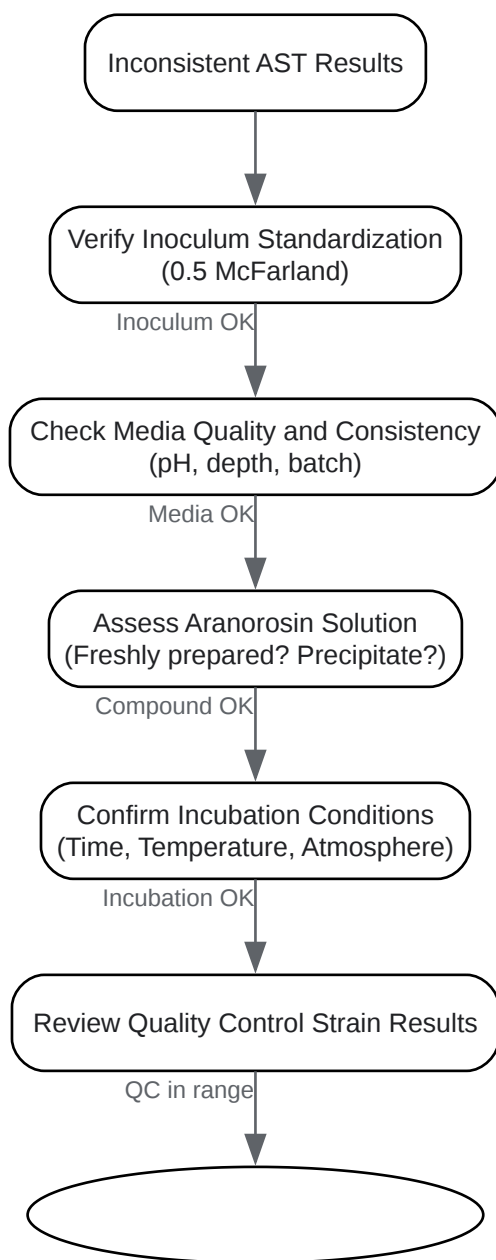 Inconsistent AST Results
Verify Inoculum Standardization
(0.5 McFarland)
Inoculum OK
Check Media Quality and Consistency
(pH, depth, batch)
Media OK
Assess Aranorosin Solution
(Freshly prepared? Precipitate?)
Compound OK
Confirm Incubation Conditions
(Time, Temperature, Atmosphere)
Incubation OK
Review Quality Control Strain Results
QC in range